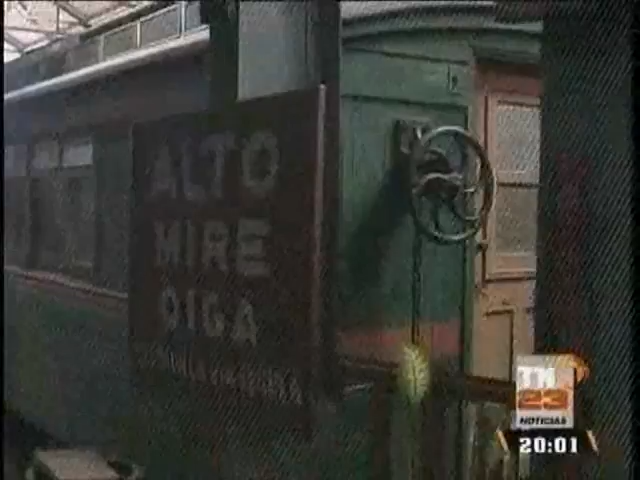 ALTO
MIRE
OIGA
TN
23
NOTICIAS
20:01